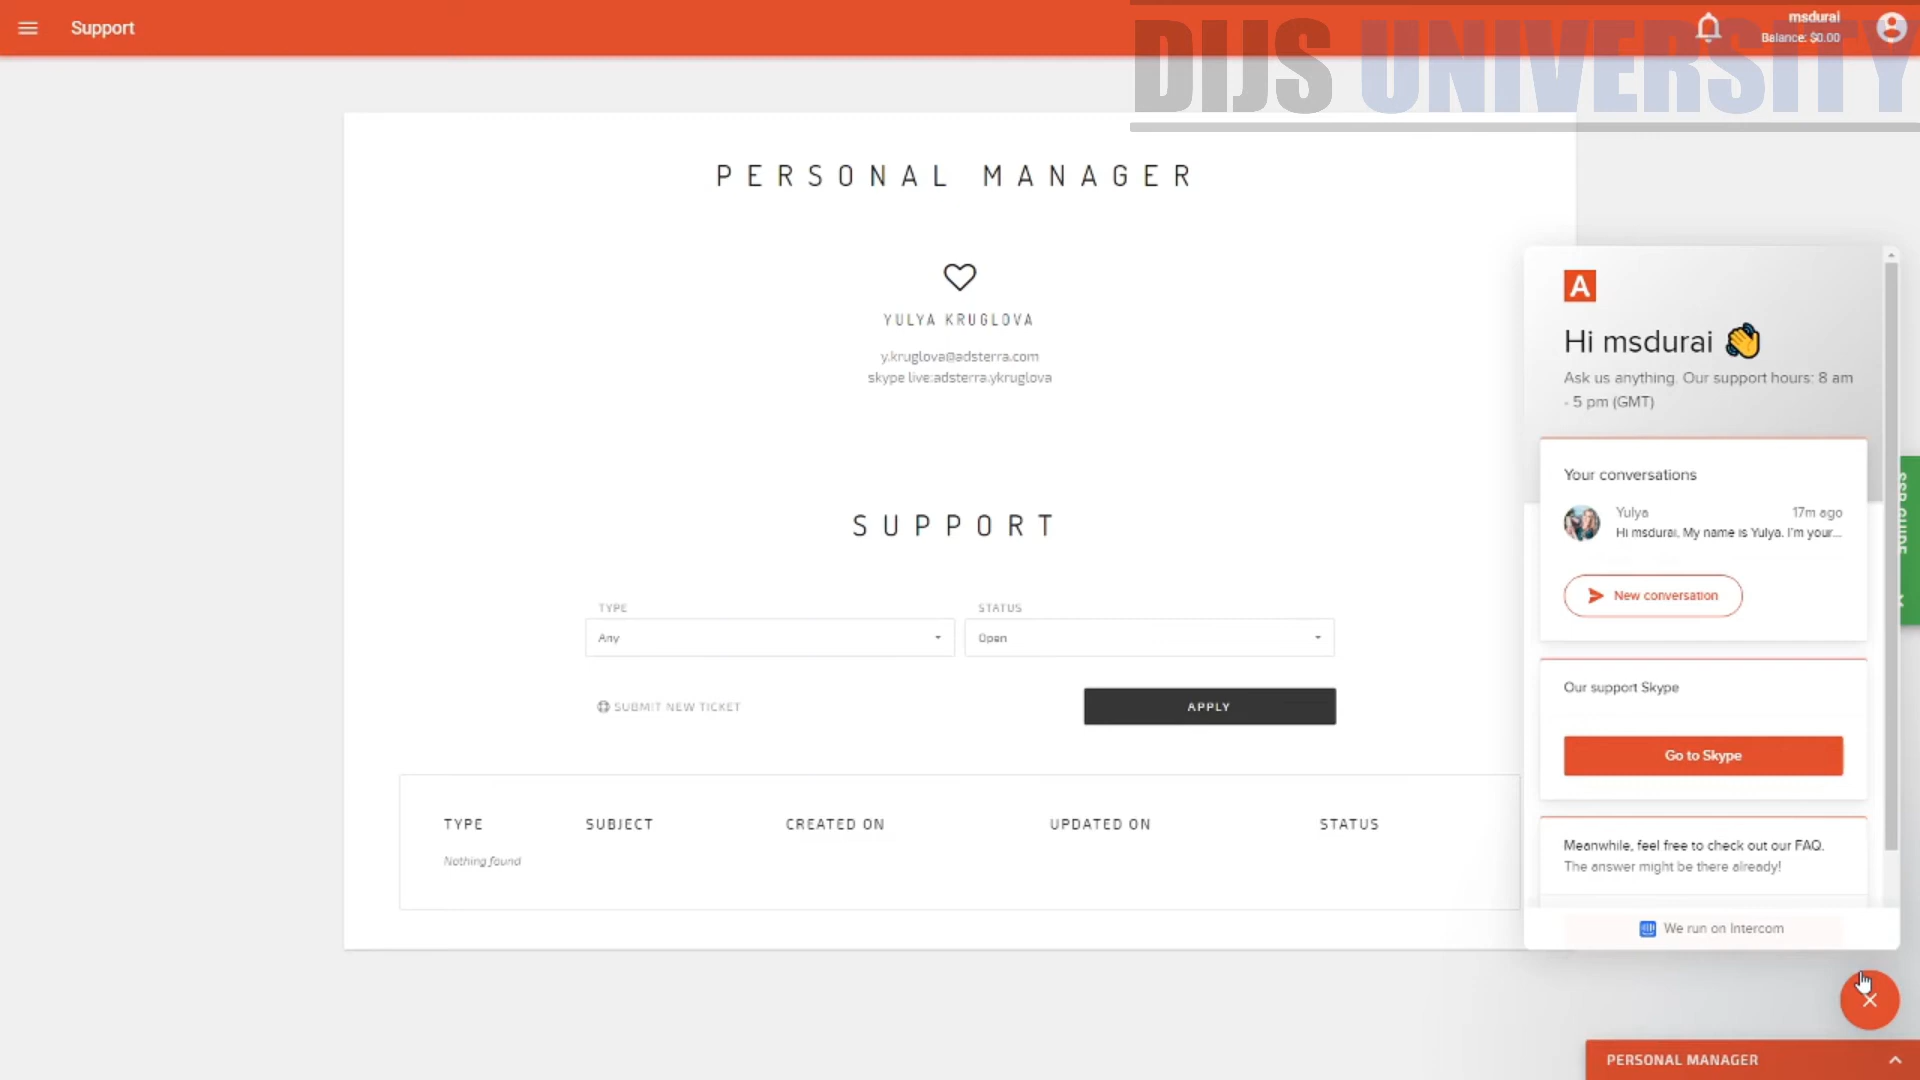 Support
msdurai
Balance: $0.00
DIJS UNIVERSITY
PERSONAL MANAGER
YULYA KRUGLOVA
y.kruglova@adsterra.com
skype live:adsterra.ykruglova
SUPPORT
TYPE
STATUS
Any
Open
SUBMIT NEW TICKET
APPLY
TYPE SUBJECT CREATED ON UPDATED ON STATUS
Nothing found
A
Hi msdurai
Ask us anything. Our support hours: 8 am
- 5 pm (GMT)
Your conversations
Yulya 17m ago
Hi msdurai, My name is Yulya. I'm your...
New conversation
Our support Skype
Go to Skype
Meanwhile, feel free to check out our FAQ.
The answer might be there already!
We run on Intercom
SSP GUIDE
PERSONAL MANAGER